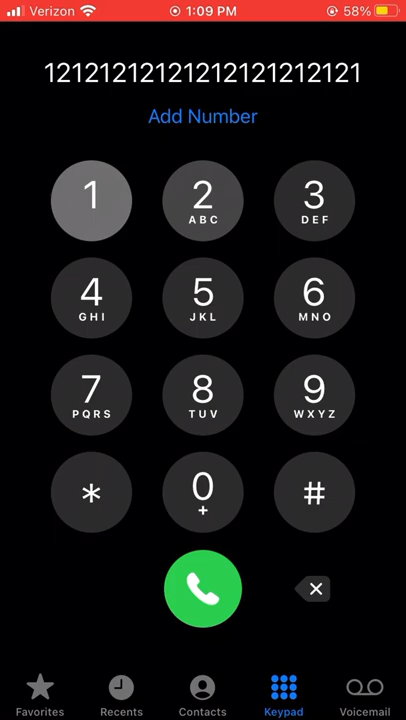 Verizon 1:09 PM 58%
12121212121212121212121
Add Number
1 2 3
ABC DEF
4 5 6
GHI JKL MNO
7 8 9
PQRS TUV WXYZ
* 0 #
+
Favorites Recents Contacts Keypad Voicemail